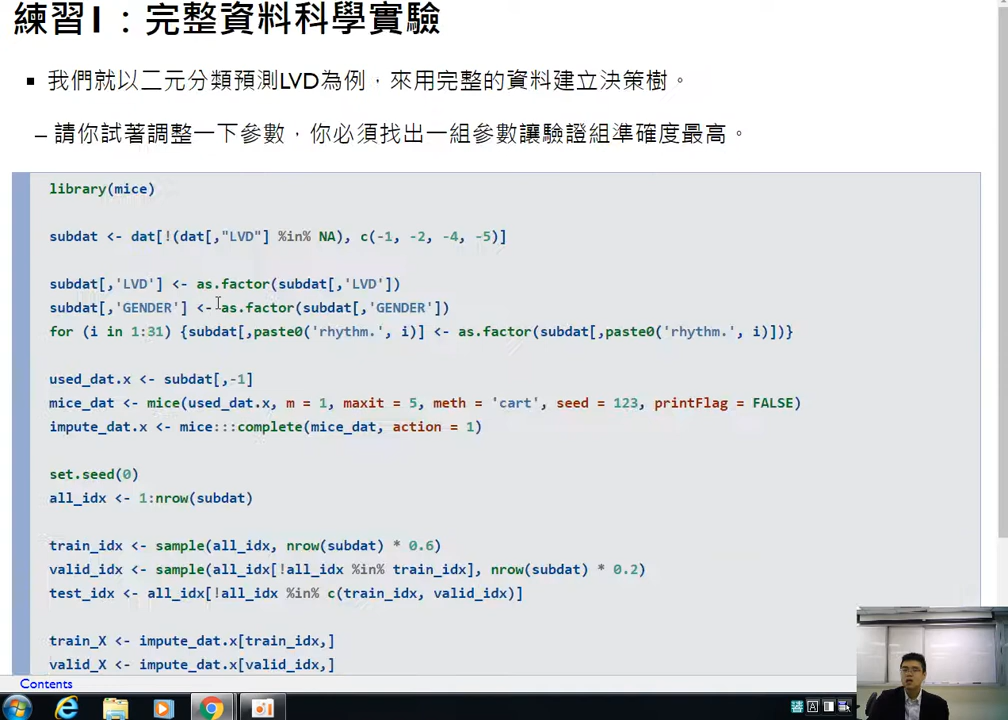 練習1：完整資料科學實驗
▪ 我們就以二元分類預測LVD為例，來用完整的資料建立決策樹。
– 請你試著調整一下參數，你必須找出一組參數讓驗證組準確度最高。
library(mice)
subdat <- dat[!(dat[,"LVD"] %in% NA), c(-1, -2, -4, -5)]
subdat[,'LVD'] <- as.factor(subdat[,'LVD'])
subdat[,'GENDER'] <- as.factor(subdat[,'GENDER'])
for (i in 1:31) {subdat[,paste0('rhythm.', i)] <- as.factor(subdat[,paste0('rhythm.', i)])}
used_dat.x <- subdat[,-1]
mice_dat <- mice(used_dat.x, m = 1, maxit = 5, meth = 'cart', seed = 123, printFlag = FALSE)
impute_dat.x <- mice:::complete(mice_dat, action = 1)
set.seed(0)
all_idx <- 1:nrow(subdat)
train_idx <- sample(all_idx, nrow(subdat) * 0.6)
valid_idx <- sample(all_idx[!all_idx %in% train_idx], nrow(subdat) * 0.2)
test_idx <- all_idx[!all_idx %in% c(train_idx, valid_idx)]
train_X <- impute_dat.x[train_idx,]
valid_X <- impute_dat.x[valid_idx,]
Contents